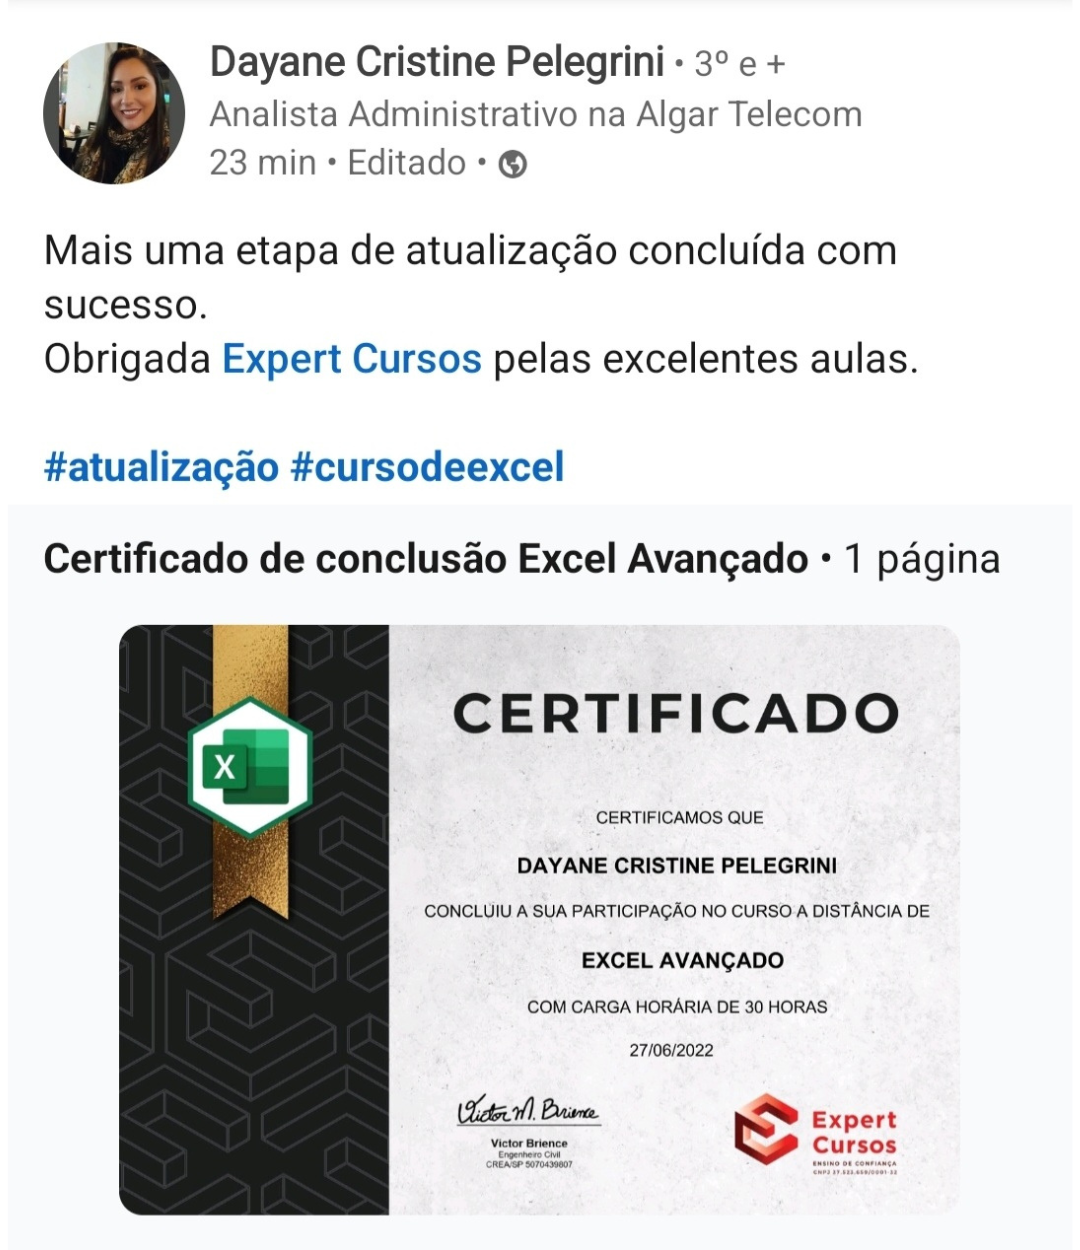 Dayane Cristine Pelegrini • 3º e +
Analista Administrativo na Algar Telecom
23 min • Editado •
Mais uma etapa de atualização concluída com
sucesso.
Obrigada Expert Cursos pelas excelentes aulas.
#atualização #cursodeexcel
Certificado de conclusão Excel Avançado • 1 página
X
CERTIFICADO
CERTIFICAMOS QUE
DAYANE CRISTINE PELEGRINI
CONCLUIU A SUA PARTICIPAÇÃO NO CURSO A DISTÂNCIA DE
EXCEL AVANÇADO
COM CARGA HORÁRIA DE 30 HORAS
27/06/2022
Victor M. Brience
Victor Brience
Engenheiro Civil
CREA/SP 5070439807
Expert
Cursos
ENSINO DE CONFIANÇA